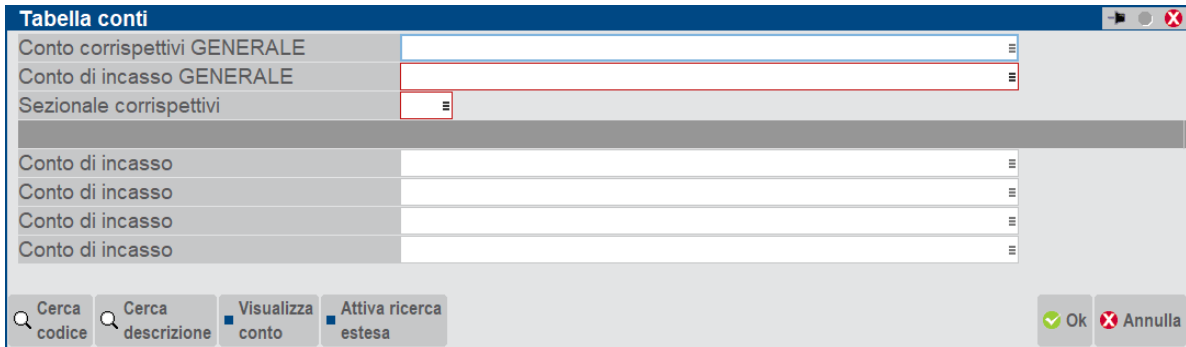 Tabella conti
Conto corrispettivi GENERALE
Conto di incasso GENERALE
Sezionale corrispettivi
Conto di incasso
Conto di incasso
Conto di incasso
Conto di incasso
Cerca codice
Cerca descrizione
Visualizza conto
Attiva ricerca estesa
Ok
Annulla